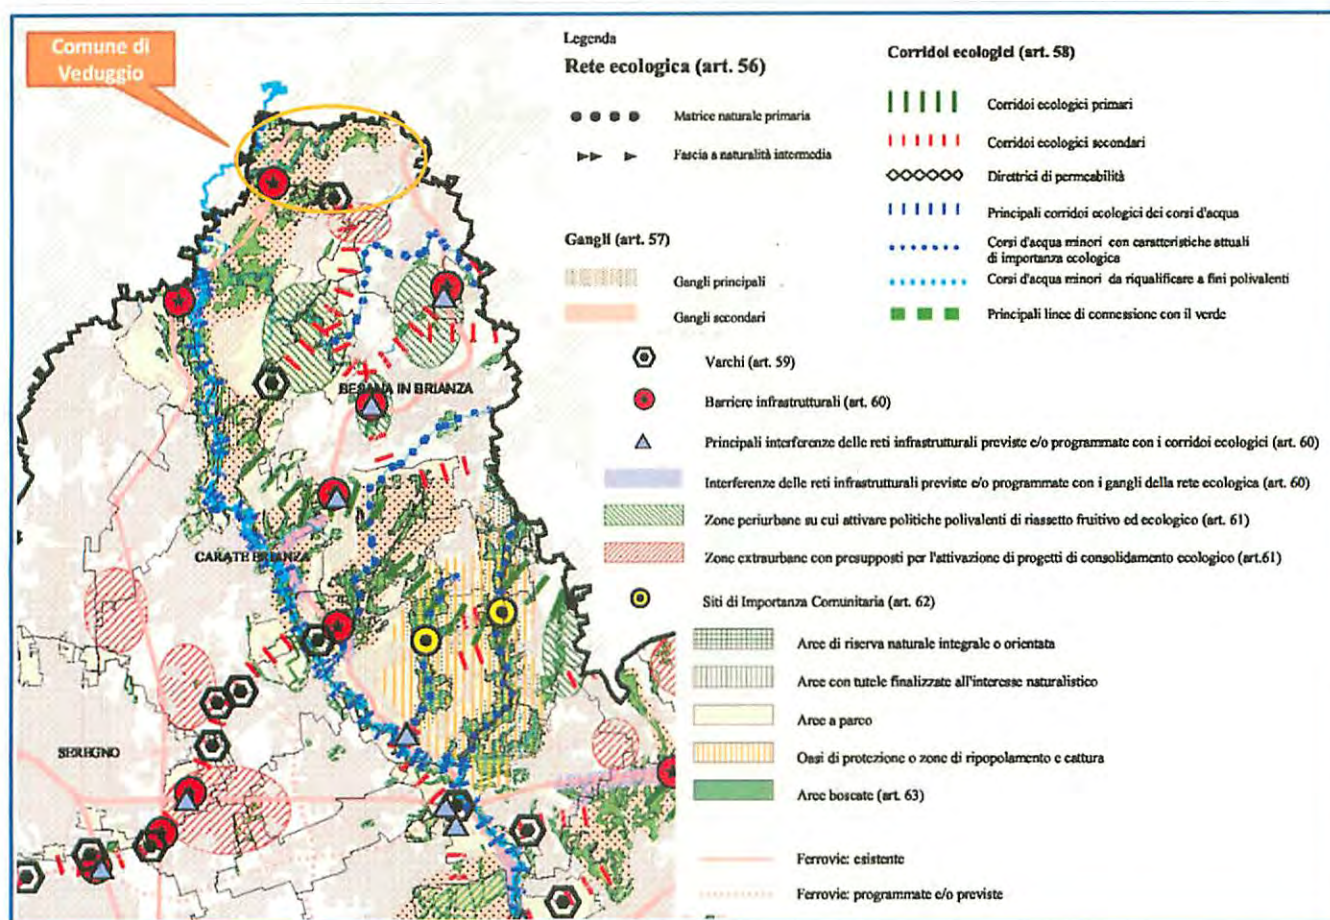 Comune di
Veduggio
BESANA IN BRIANZA
CARATE BRIANZA
SEREGNO
Legenda
Rete ecologica (art. 56)
Matrice naturale primaria
Fascia a naturalità intermedia
Gangli (art. 57)
Gangli principali
Gangli secondari
Corridoi ecologici (art. 58)
Corridoi ecologici primari
Corridoi ecologici secondari
Direttrici di permeabilità
Principali corridoi ecologici dei corsi d'acqua
Corsi d'acqua minori con caratteristiche attuali
di importanza ecologica
Corsi d'acqua minori da riqualificare a fini polivalenti
Principali linee di connessione con il verde
Varchi (art. 59)
Barriere infrastrutturali (art. 60)
Principali interferenze delle reti infrastrutturali previste e/o programmate con i corridoi ecologici (art. 60)
Interferenze delle reti infrastrutturali previste e/o programmate con i gangli della rete ecologica (art. 60)
Zone periurbane su cui attivare politiche polivalenti di riassetto fruitivo ed ecologico (art. 61)
Zone extraurbane con presupposti per l'attivazione di progetti di consolidamento ecologico (art.61)
Siti di Importanza Comunitaria (art. 62)
Aree di riserva naturale integrale o orientata
Aree con tutele finalizzate all'interesse naturalistico
Aree a parco
Oasi di protezione o zone di ripopolamento e cattura
Aree boscate (art. 63)
Ferrovie: esistente
Ferrovie: programmate e/o previste